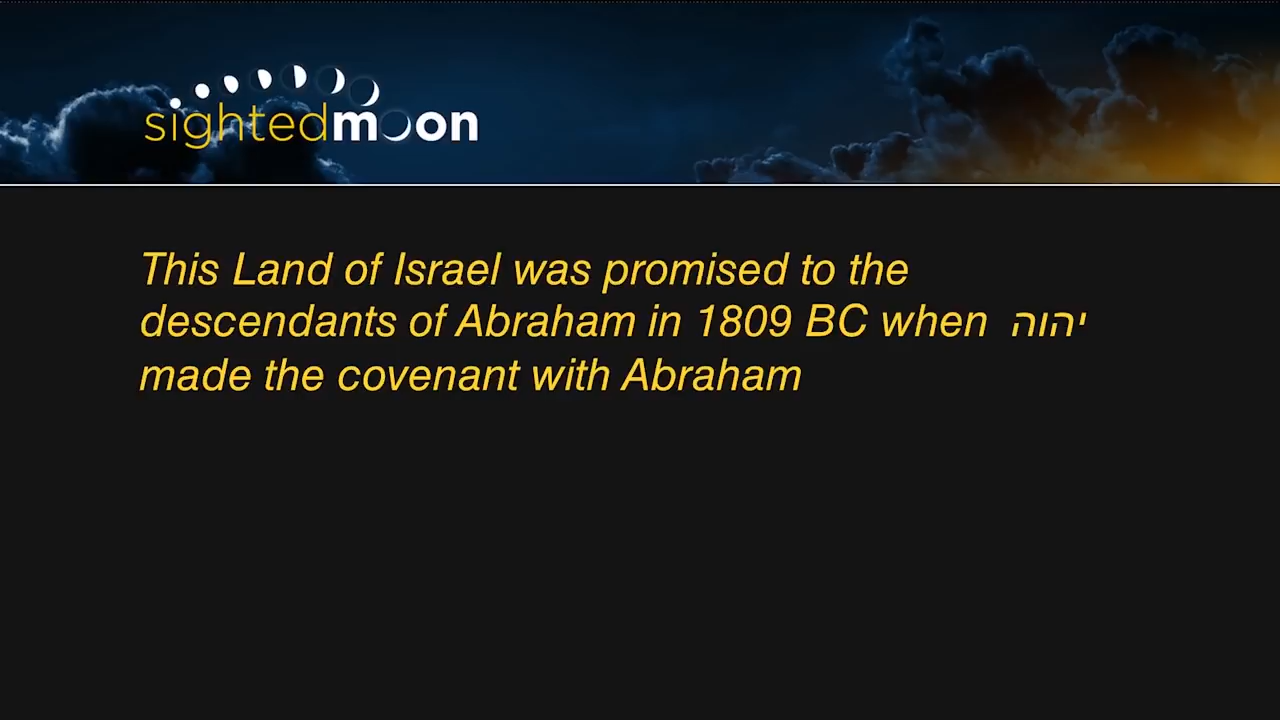 sightedmoon
This Land of Israel was promised to the
descendants of Abraham in 1809 BC when יהוה
made the covenant with Abraham